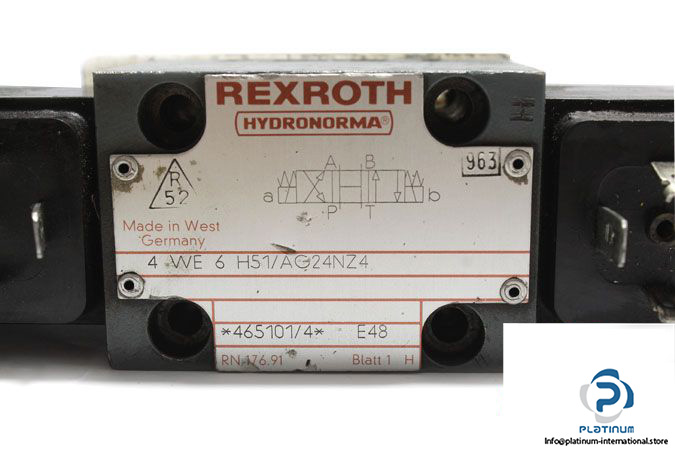 REXROTH
HYDRONORMA®
R
52
963
A B
a b
P T
Made in West
Germany
4 WE 6 H51/AG24NZ4
*465101/4* E48
RN 176.91 Blatt 1 H
PLATINUM
info@platinum-international.store